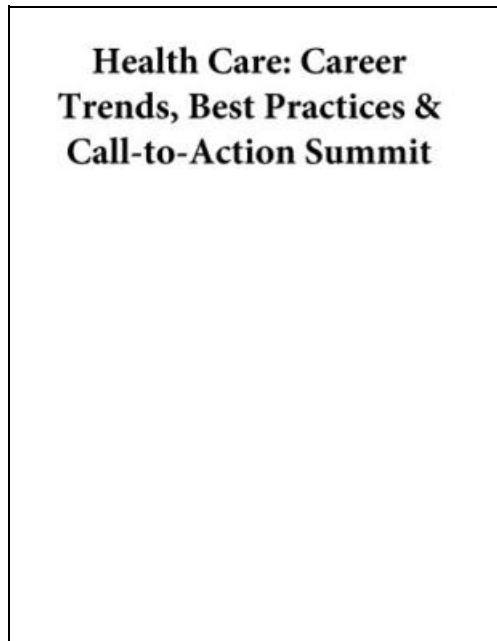 Health Care: Career
Trends, Best Practices &
Call-to-Action Summit